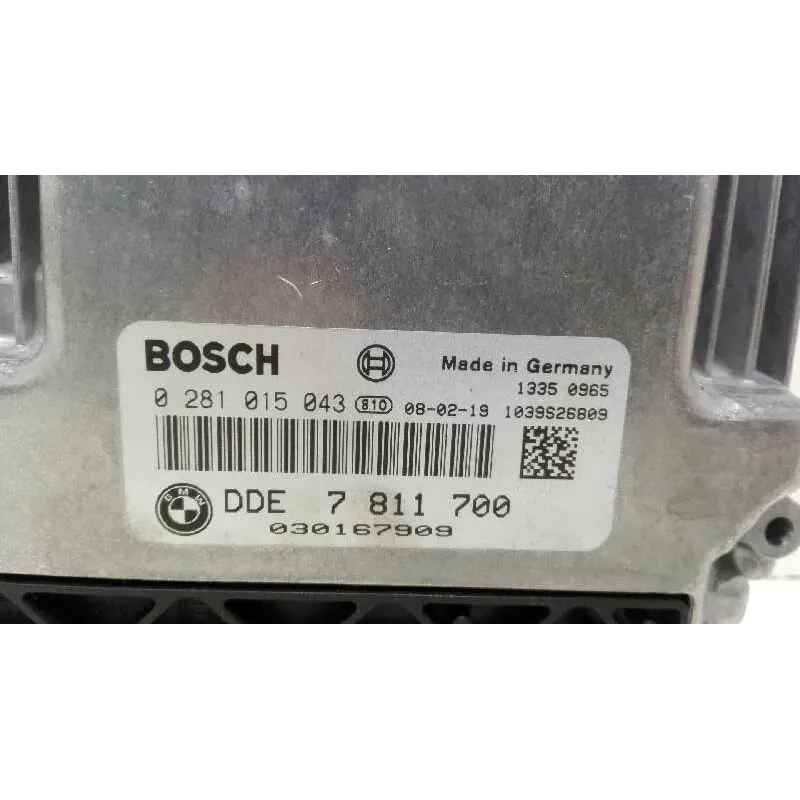 BOSCH Made in Germany
1335 0965
0 281 015 043 810 08-02-19 1039S26809
BMW DDE 7 811 700
030167909